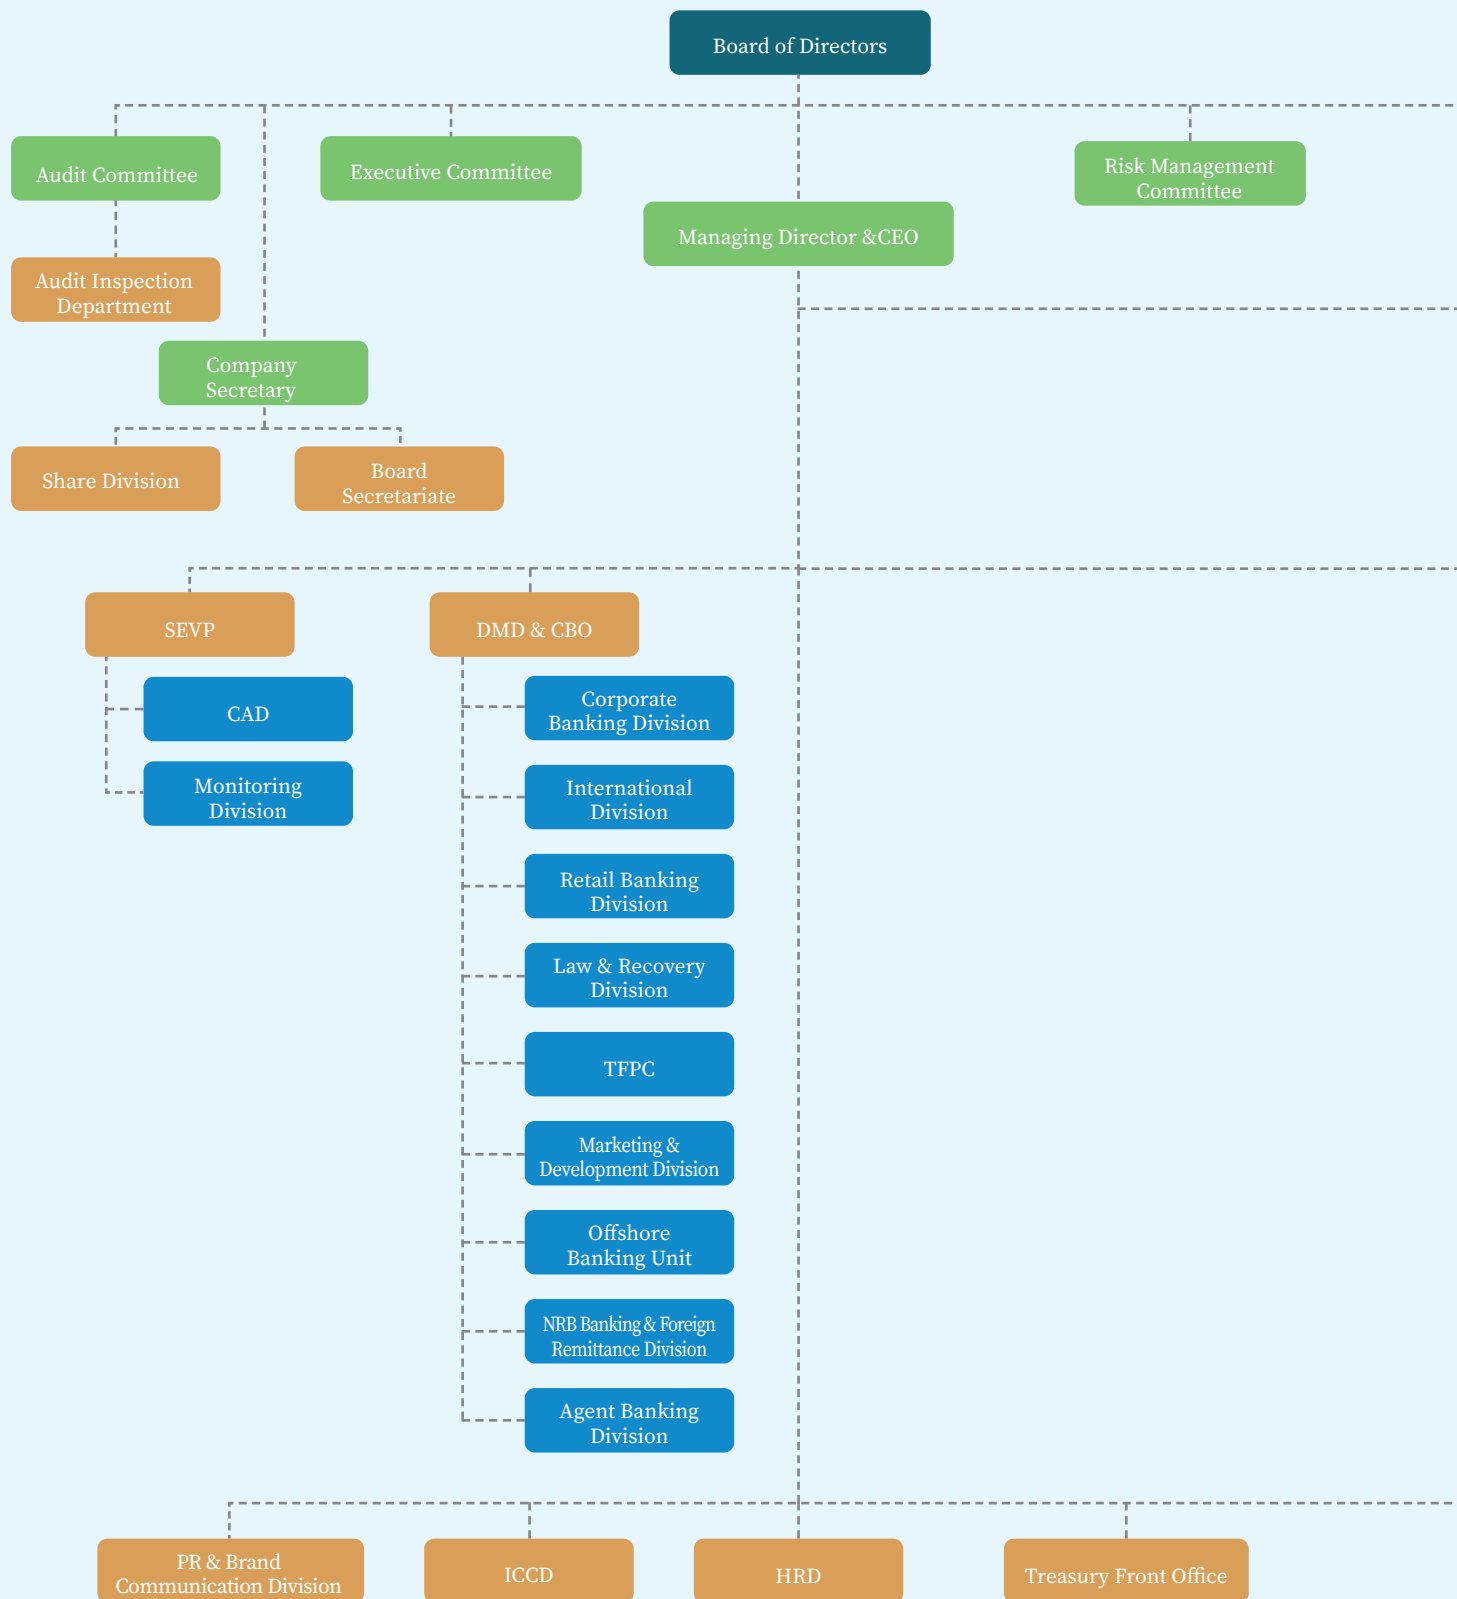 Board of Directors
Audit Committee
Executive Committee
Risk Management
Committee
Managing Director &CEO
Audit Inspection
Department
Company
Secretary
Share Division
Board
Secretariate
SEVP
DMD & CBO
CAD
Monitoring
Division
Corporate
Banking Division
International
Division
Retail Banking
Division
Law & Recovery
Division
TFPC
Marketing &
Development Division
Offshore
Banking Unit
NRB Banking & Foreign
Remittance Division
Agent Banking
Division
PR & Brand
Communication Division
ICCD
HRD
Treasury Front Office